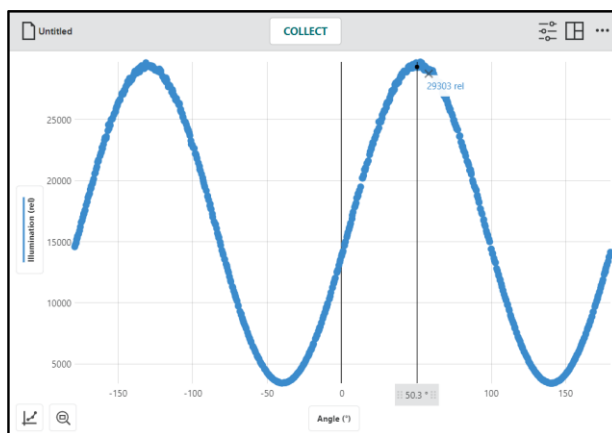 Untitled
COLLECT
...
29303 rel
25000
20000
15000
10000
5000
Illumination (rel)
-150
-100
-50
0
50.3 °
100
150
Angle (°)